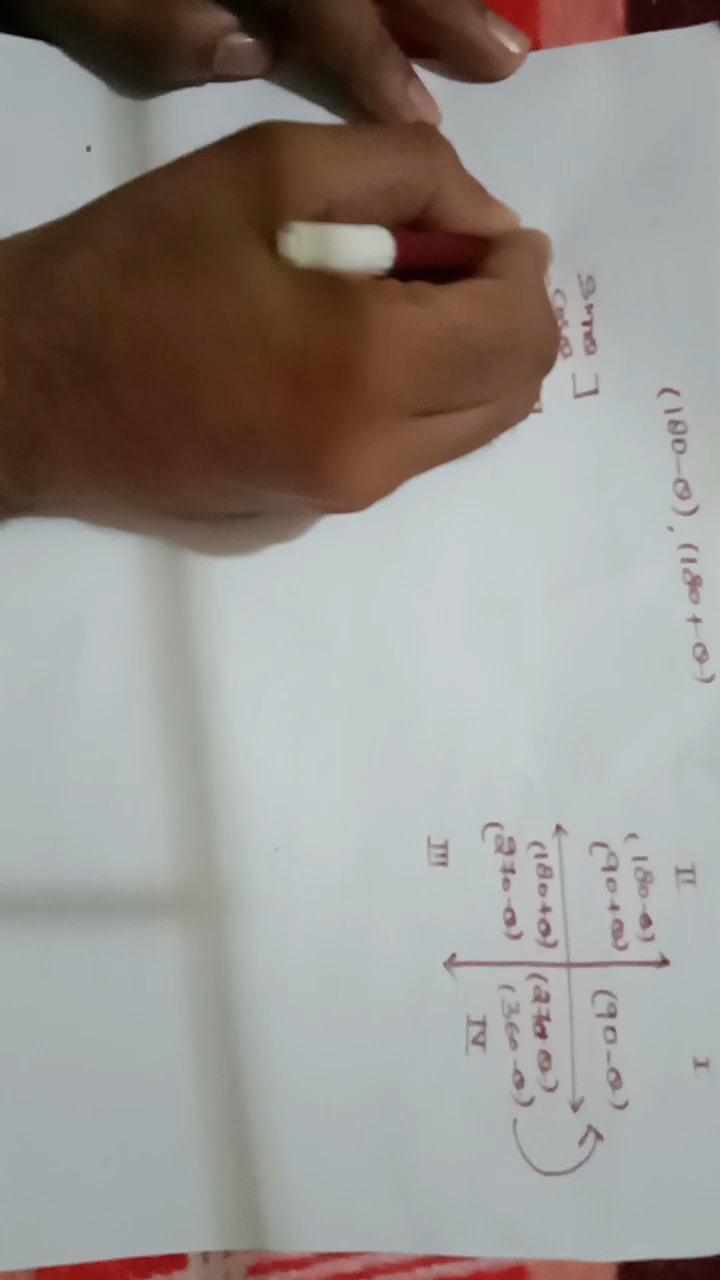 (180-θ), (180+θ)
Sinθ ]
Cosθ
II I
(180-θ)
(90+θ) (90-θ)
(180+θ) (270 θ)
(270-θ) (360-θ)
III IV